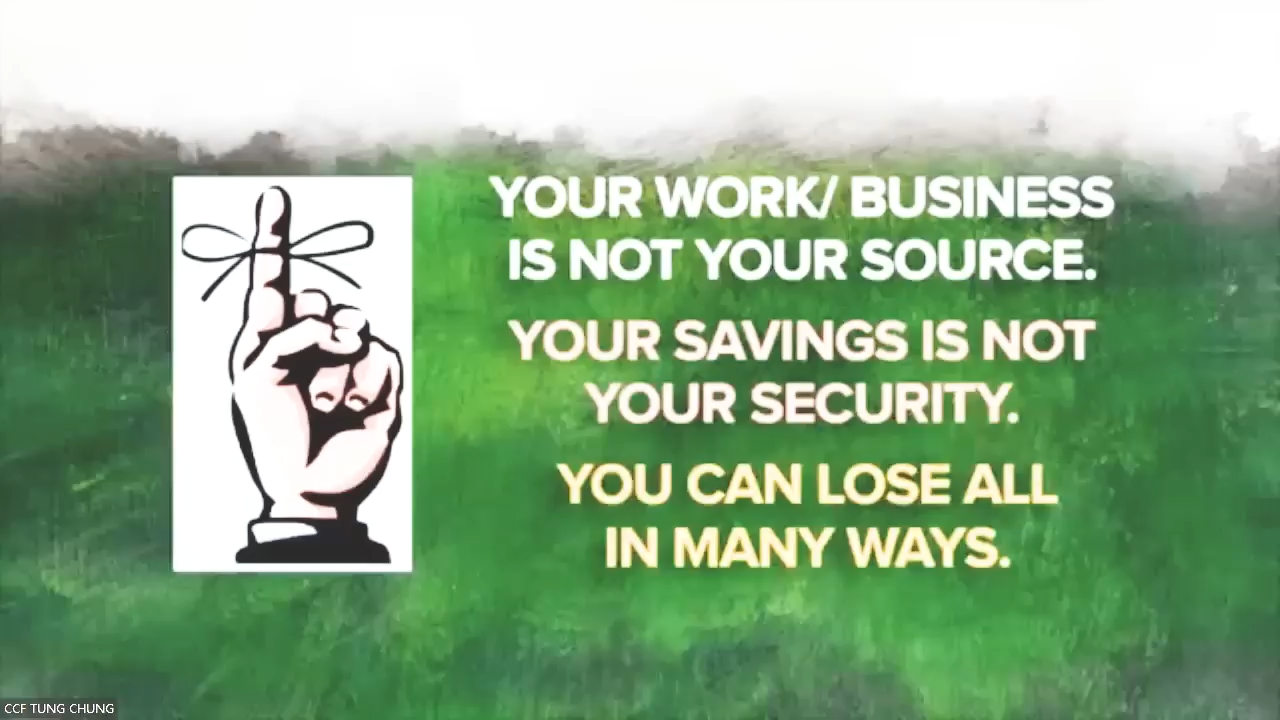 YOUR WORK/ BUSINESS
IS NOT YOUR SOURCE.
YOUR SAVINGS IS NOT
YOUR SECURITY.
YOU CAN LOSE ALL
IN MANY WAYS.
CCF TUNG CHUNG